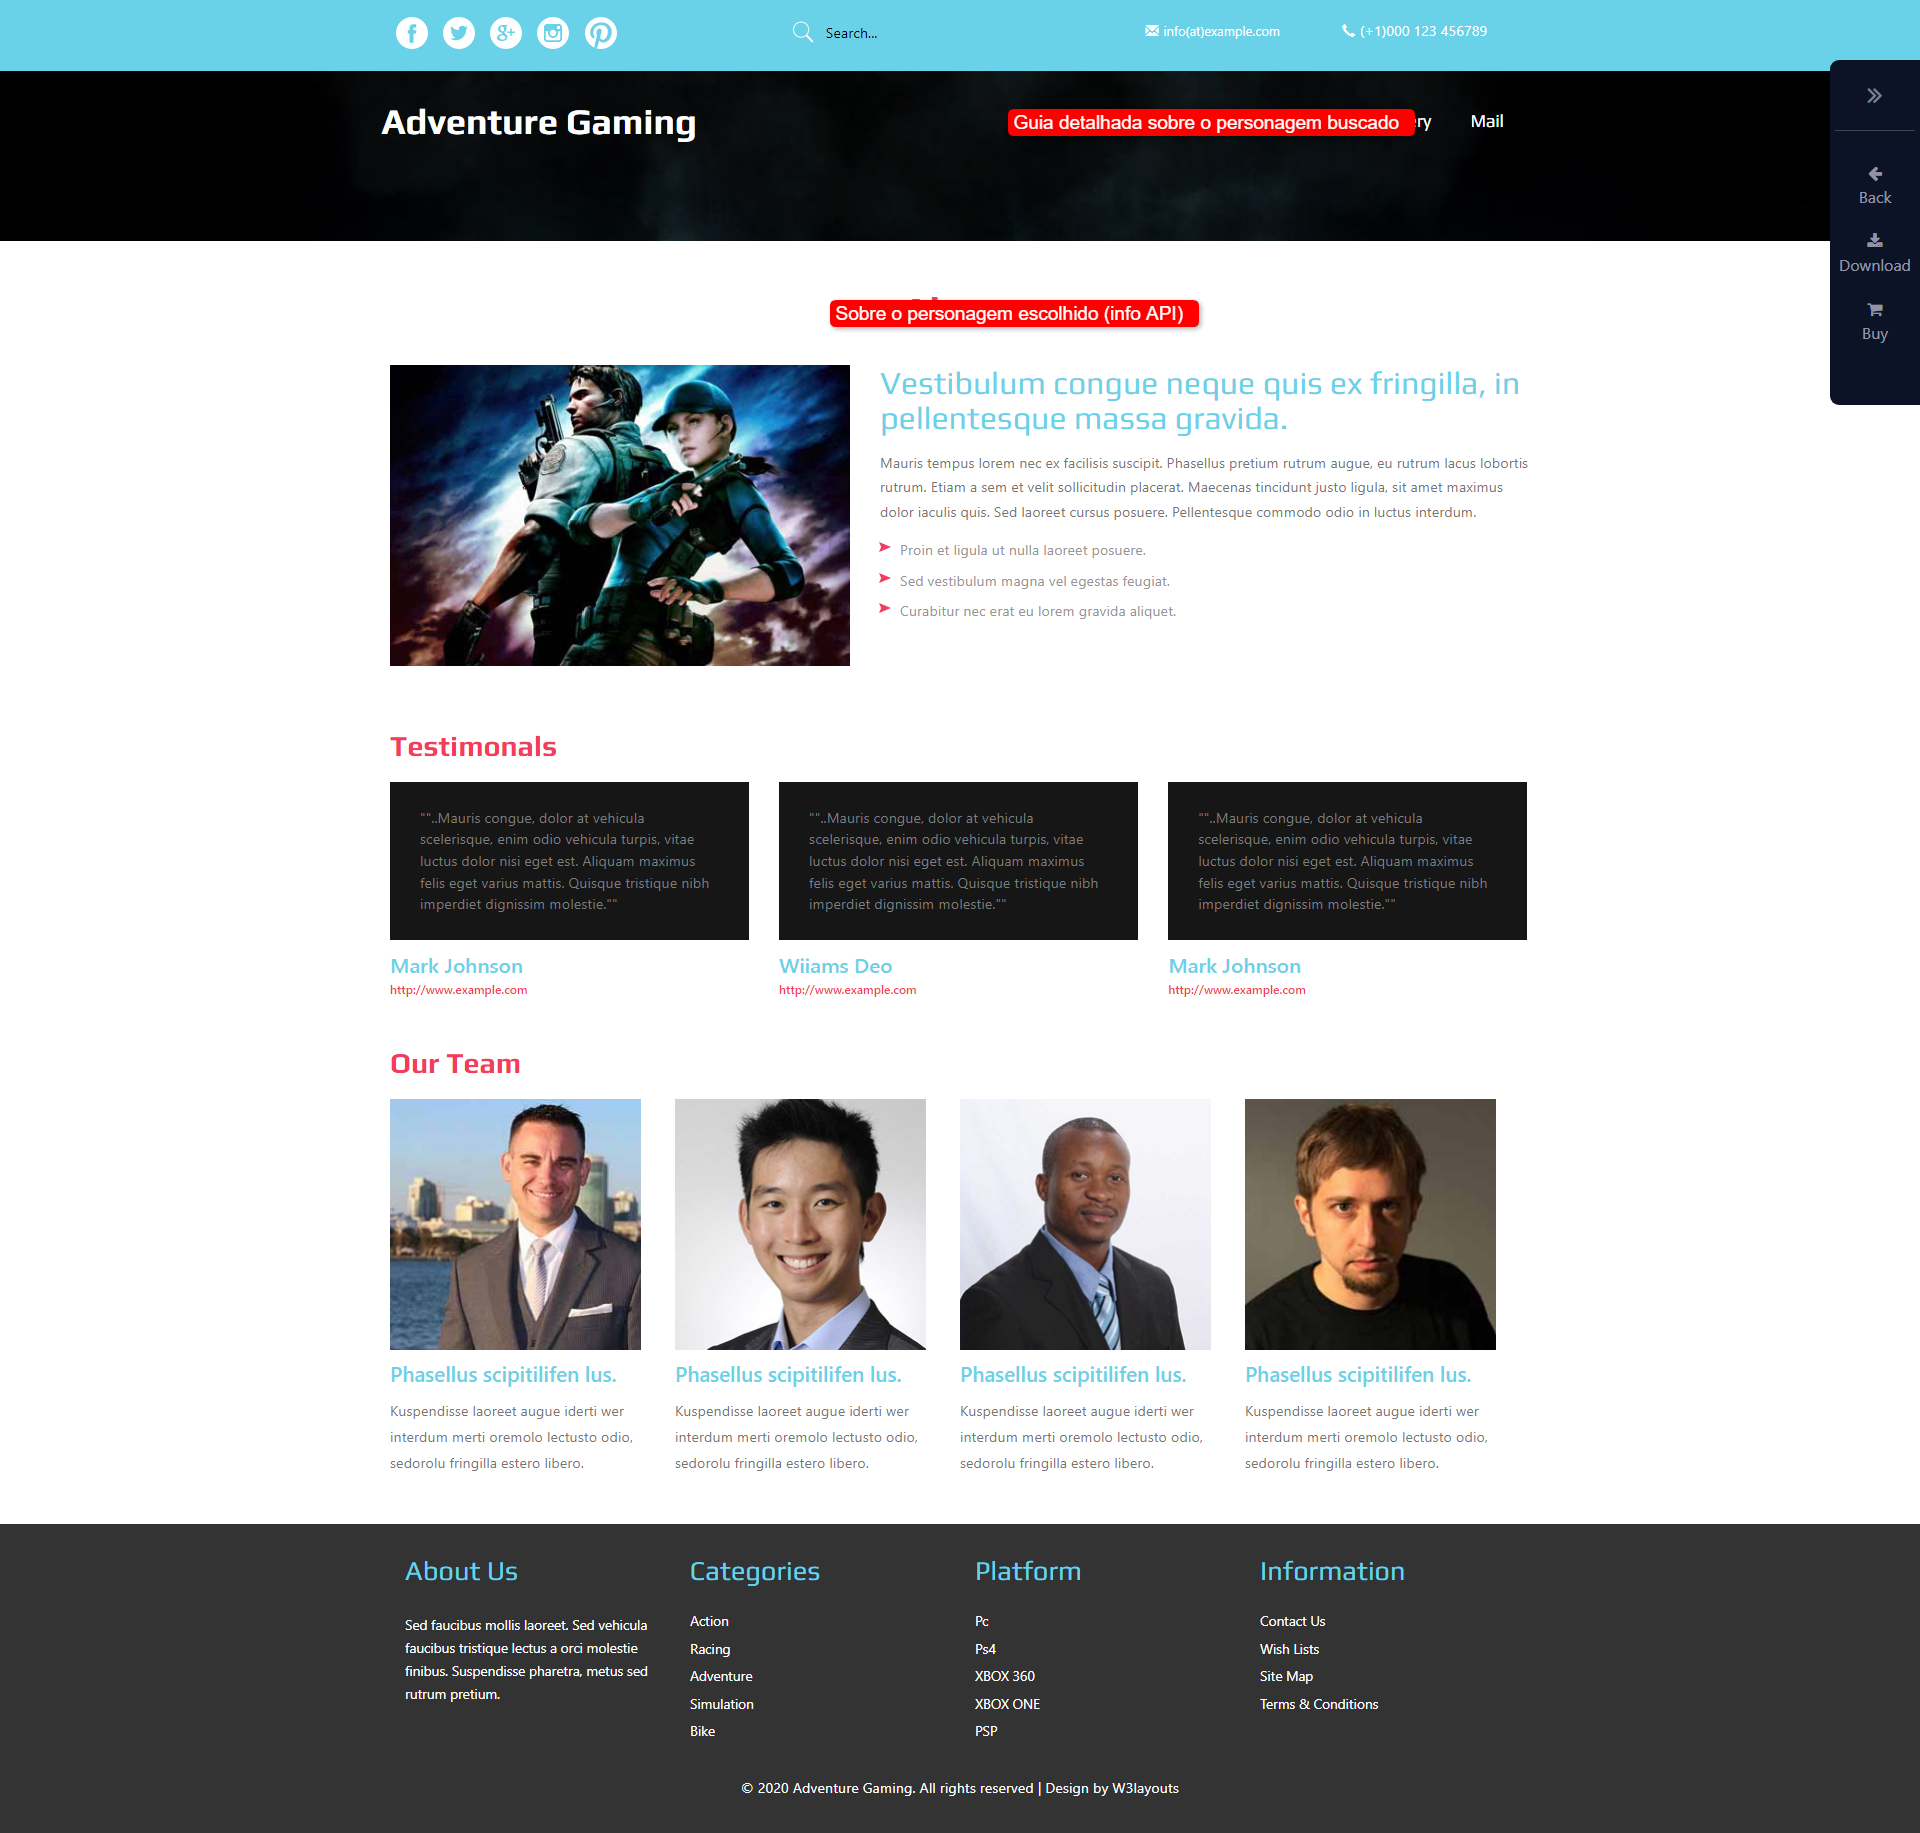 Search...
info(at)example.com
(+1)000 123 456789
Adventure Gaming
Guia detalhada sobre o personagem buscado
Mail
Back
Download
Buy
Sobre o personagem escolhido (info API)
Vestibulum congue neque quis ex fringilla, in
pellentesque massa gravida.
Mauris tempus lorem nec ex facilisis suscipit. Phasellus pretium rutrum augue, eu rutrum lacus lobortis
rutrum. Etiam a sem et velit sollicitudin placerat. Maecenas tincidunt justo ligula, sit amet maximus
dolor iaculis quis. Sed laoreet cursus posuere. Pellentesque commodo odio in luctus interdum.
Proin et ligula ut nulla laoreet posuere.
Sed vestibulum magna vel egestas feugiat.
Curabitur nec erat eu lorem gravida aliquet.
Testimonals
""..Mauris congue, dolor at vehicula
scelerisque, enim odio vehicula turpis, vitae
luctus dolor nisi eget est. Aliquam maximus
felis eget varius mattis. Quisque tristique nibh
imperdiet dignissim molestie.""
Mark Johnson
http://www.example.com
""..Mauris congue, dolor at vehicula
scelerisque, enim odio vehicula turpis, vitae
luctus dolor nisi eget est. Aliquam maximus
felis eget varius mattis. Quisque tristique nibh
imperdiet dignissim molestie.""
Wiiams Deo
http://www.example.com
""..Mauris congue, dolor at vehicula
scelerisque, enim odio vehicula turpis, vitae
luctus dolor nisi eget est. Aliquam maximus
felis eget varius mattis. Quisque tristique nibh
imperdiet dignissim molestie.""
Mark Johnson
http://www.example.com
Our Team
Phasellus scipitilifen lus.
Kuspendisse laoreet augue iderti wer
interdum merti oremolo lectusto odio,
sedorolu fringilla estero libero.
Phasellus scipitilifen lus.
Kuspendisse laoreet augue iderti wer
interdum merti oremolo lectusto odio,
sedorolu fringilla estero libero.
Phasellus scipitilifen lus.
Kuspendisse laoreet augue iderti wer
interdum merti oremolo lectusto odio,
sedorolu fringilla estero libero.
Phasellus scipitilifen lus.
Kuspendisse laoreet augue iderti wer
interdum merti oremolo lectusto odio,
sedorolu fringilla estero libero.
About Us
Sed faucibus mollis laoreet. Sed vehicula
faucibus tristique lectus a orci molestie
finibus. Suspendisse pharetra, metus sed
rutrum pretium.
Categories
Action
Racing
Adventure
Simulation
Bike
Platform
Pc
Ps4
XBOX 360
XBOX ONE
PSP
Information
Contact Us
Wish Lists
Site Map
Terms & Conditions
© 2020 Adventure Gaming. All rights reserved | Design by W3layouts